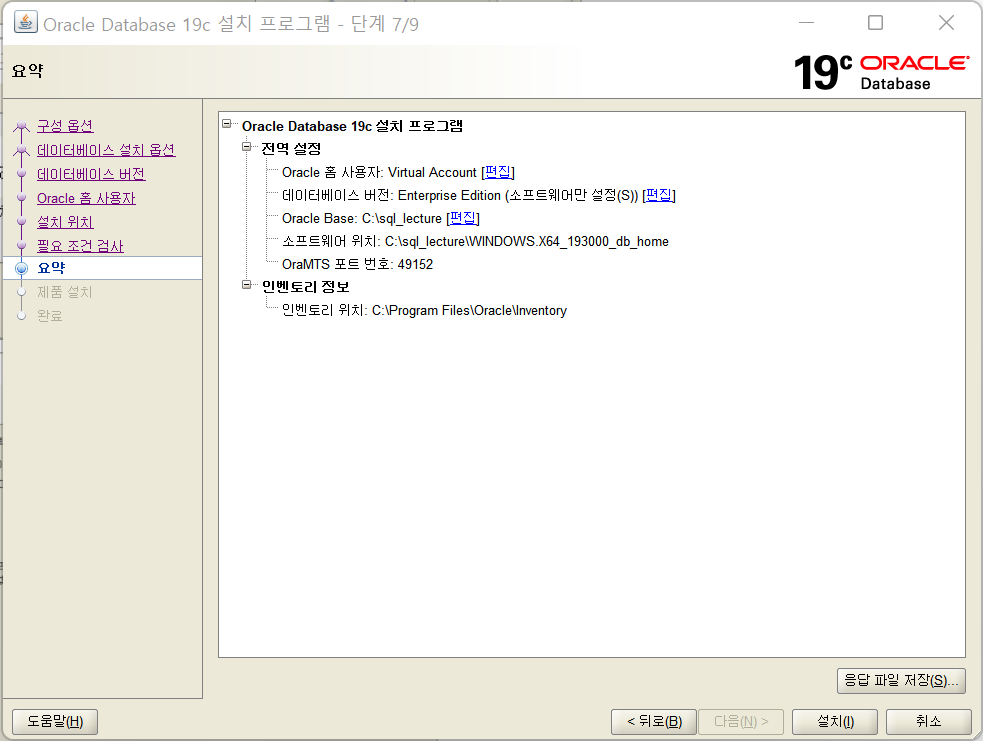 Oracle Database 19c 설치 프로그램 - 단계 7/9
요약
19c ORACLE Database
구성 옵션
데이터베이스 설치 옵션
데이터베이스 버전
Oracle 홈 사용자
설치 위치
필요 조건 검사
요약
제품 설치
완료
Oracle Database 19c 설치 프로그램
전역 설정
Oracle 홈 사용자: Virtual Account [편집]
데이터베이스 버전: Enterprise Edition (소프트웨어만 설정(S)) [편집]
Oracle Base: C:\sql_lecture [편집]
소프트웨어 위치: C:\sql_lecture\WINDOWS.X64_193000_db_home
OraMTS 포트 번호: 49152
인벤토리 정보
인벤토리 위치: C:\Program Files\Oracle\Inventory
응답 파일 저장(S)...
도움말(H)
< 뒤로(B)
다음(N) >
설치(I)
취소